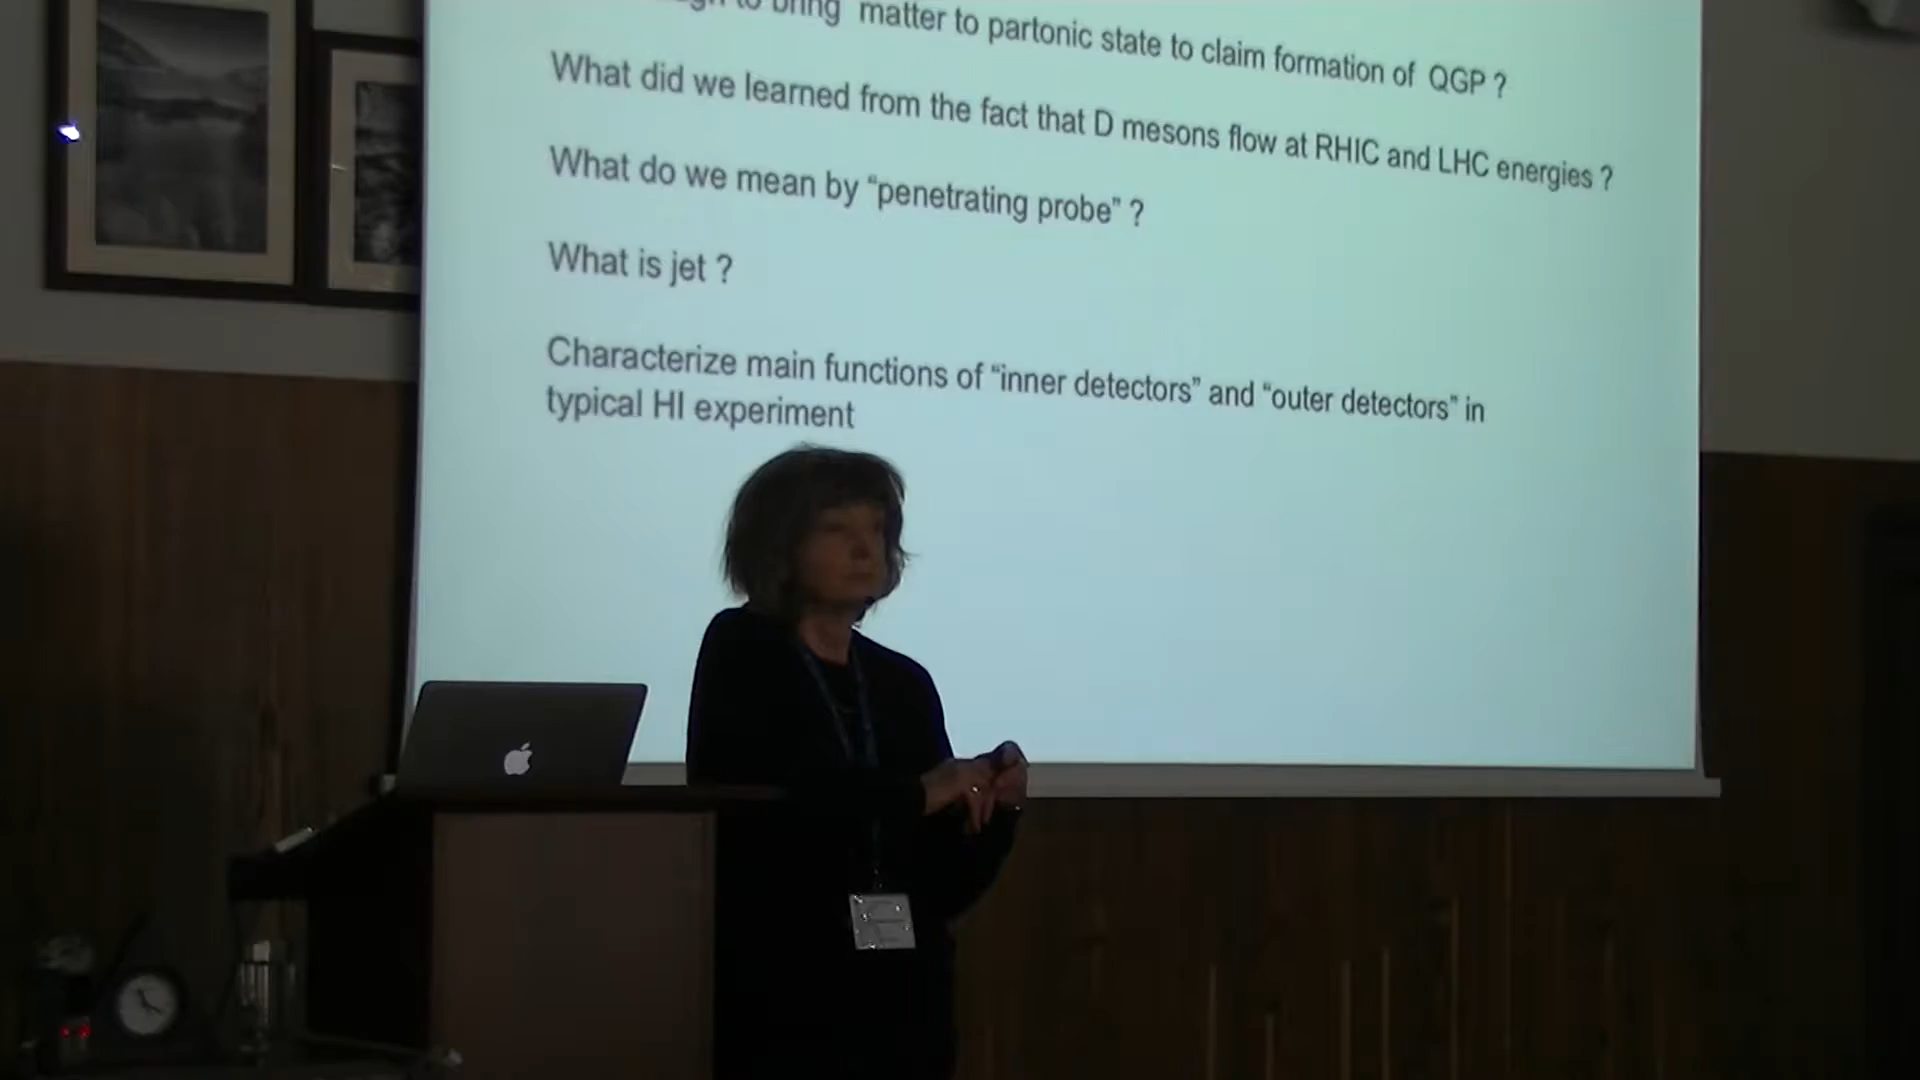 to bring matter to partonic state to claim formation of QGP ?
What did we learned from the fact that D mesons flow at RHIC and LHC energies ?
What do we mean by “penetrating probe” ?
What is jet ?
Characterize main functions of “inner detectors” and “outer detectors” in
typical HI experiment